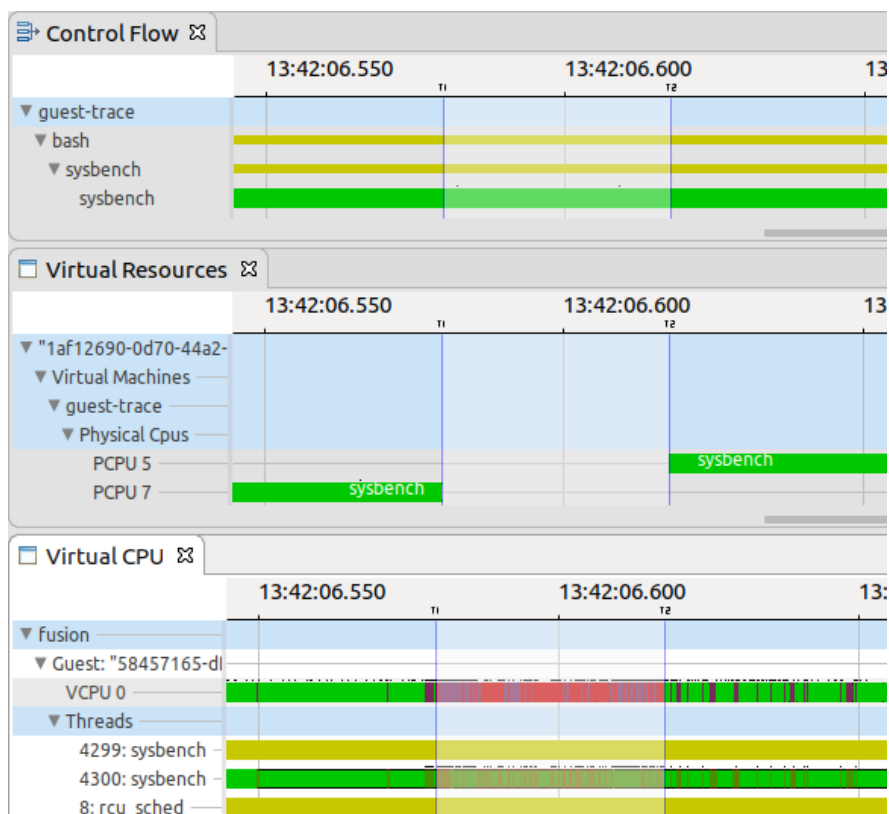 Control Flow
13:42:06.550 13:42:06.600 13
T1 T2
guest-trace
bash
sysbench
sysbench
Virtual Resources
13:42:06.550 13:42:06.600 13
T1 T2
"1af12690-0d70-44a2-
Virtual Machines
guest-trace
Physical Cpus
PCPU 5 sysbench
PCPU 7 sysbench
Virtual CPU
13:42:06.550 13:42:06.600 13:
T1 T2
fusion
Guest: "58457165-df
VCPU 0
Threads
4299: sysbench
4300: sysbench
8: rcu_sched